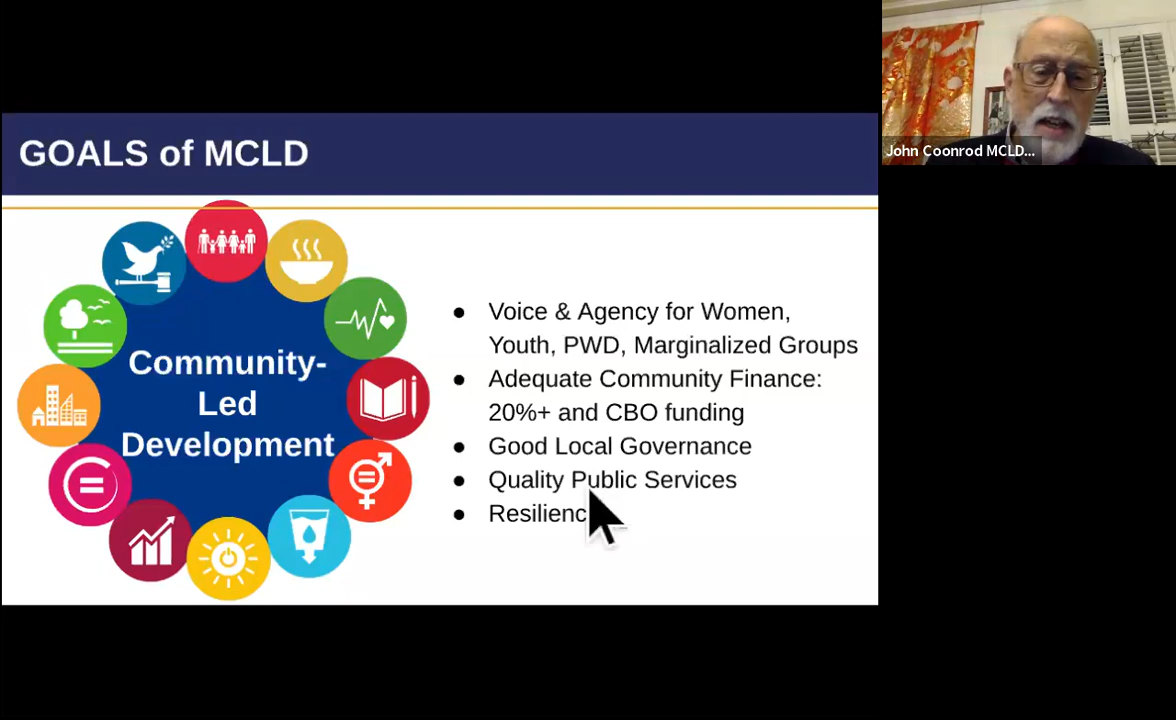 GOALS of MCLD
John Coonrod MCLD...
Community-
Led
Development
● Voice & Agency for Women,
Youth, PWD, Marginalized Groups
● Adequate Community Finance:
20%+ and CBO funding
● Good Local Governance
● Quality Public Services
● Resilienc